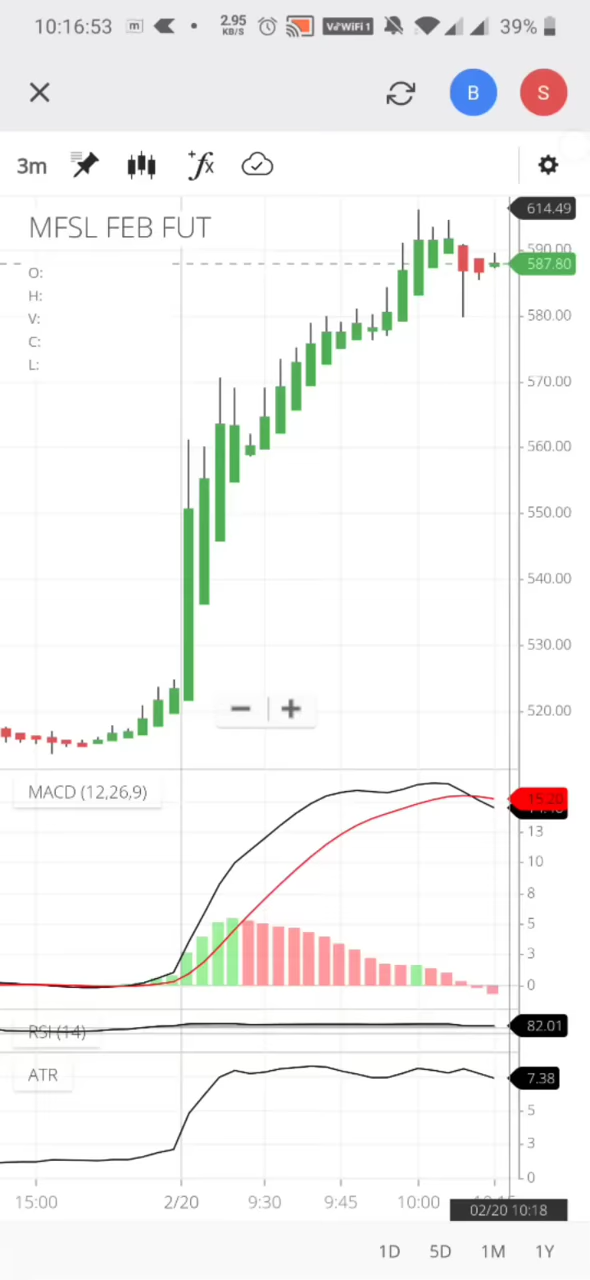 10:16:53 m 2.95 KB/S Vo WiFi 1 39%
B S
3m +fx
MFSL FEB FUT
614.49
590.00
587.80
O:
H:
V:
C:
L:
580.00
570.00
560.00
550.00
540.00
530.00
520.00
− +
MACD (12,26,9)
15.20
13
10
8
5
3
0
RSI (14)
82.01
ATR
7.38
5
3
0
15:00 2/20 9:30 9:45 10:00
02/20 10:18
1D 5D 1M 1Y